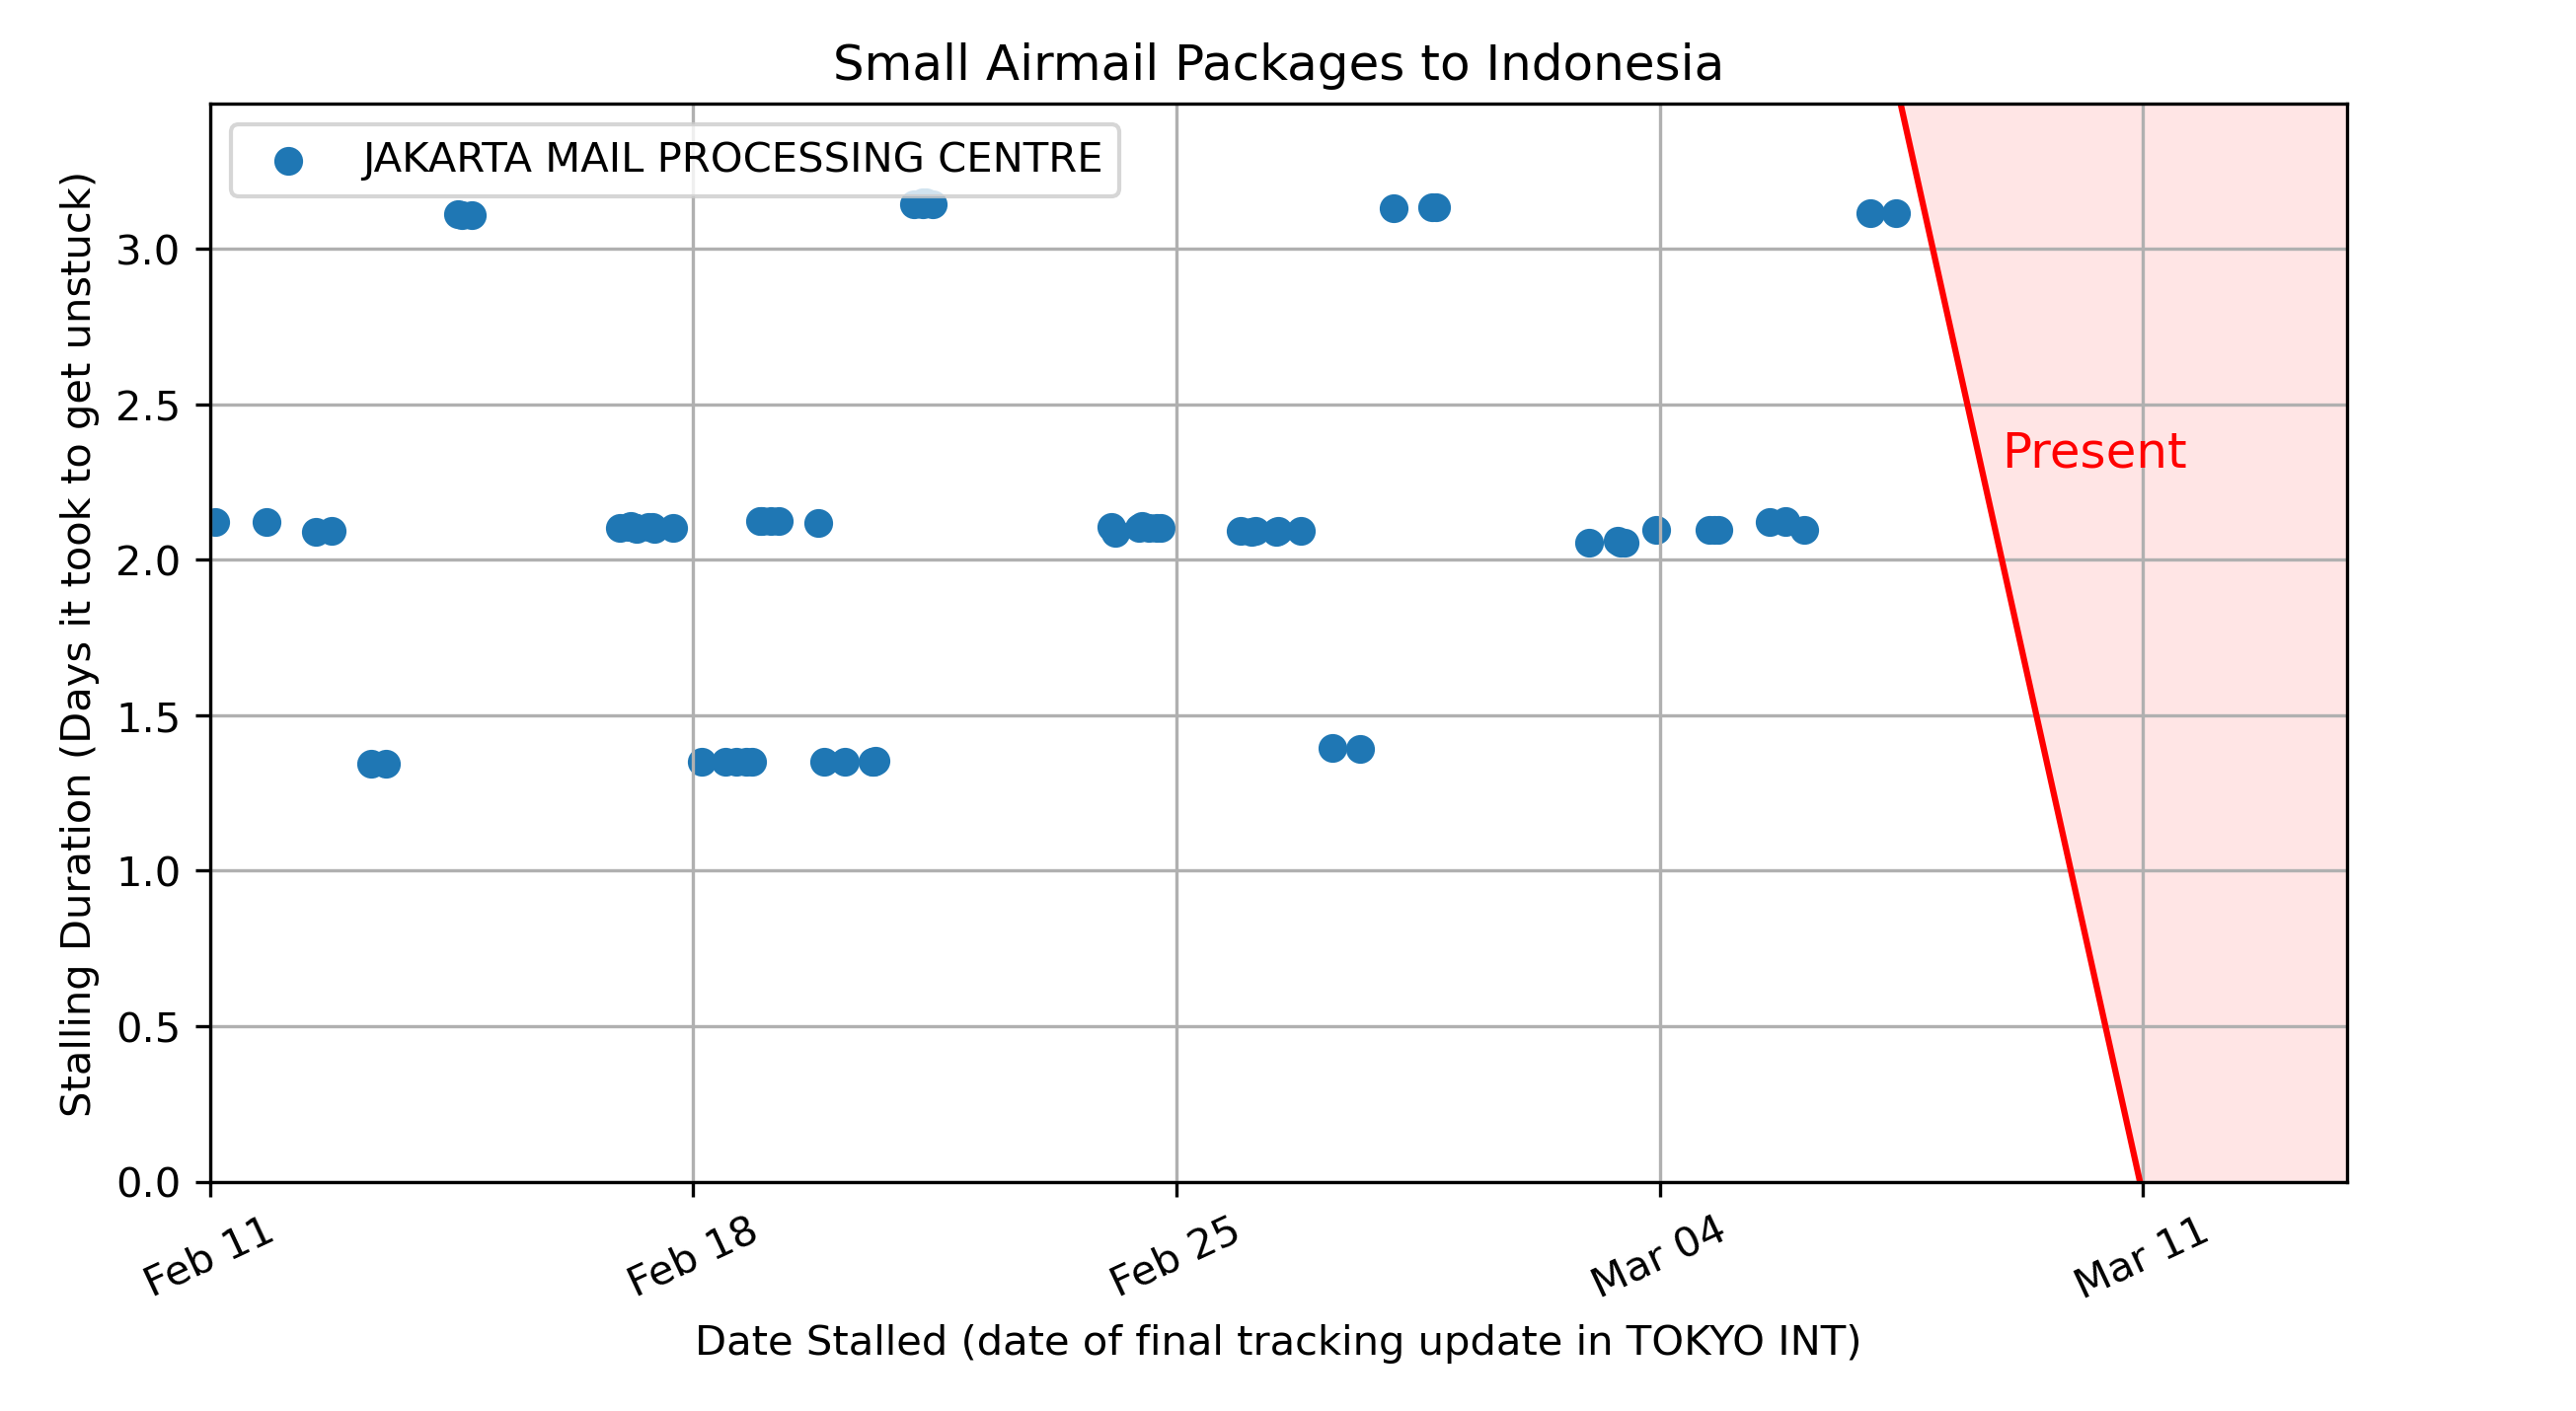 Small Airmail Packages to Indonesia
JAKARTA MAIL PROCESSING CENTRE
Stalling Duration (Days it took to get unstuck)
3.0
2.5
2.0
1.5
1.0
0.5
0.0
Present
Feb 11
Feb 18
Feb 25
Mar 04
Mar 11
Date Stalled (date of final tracking update in TOKYO INT)